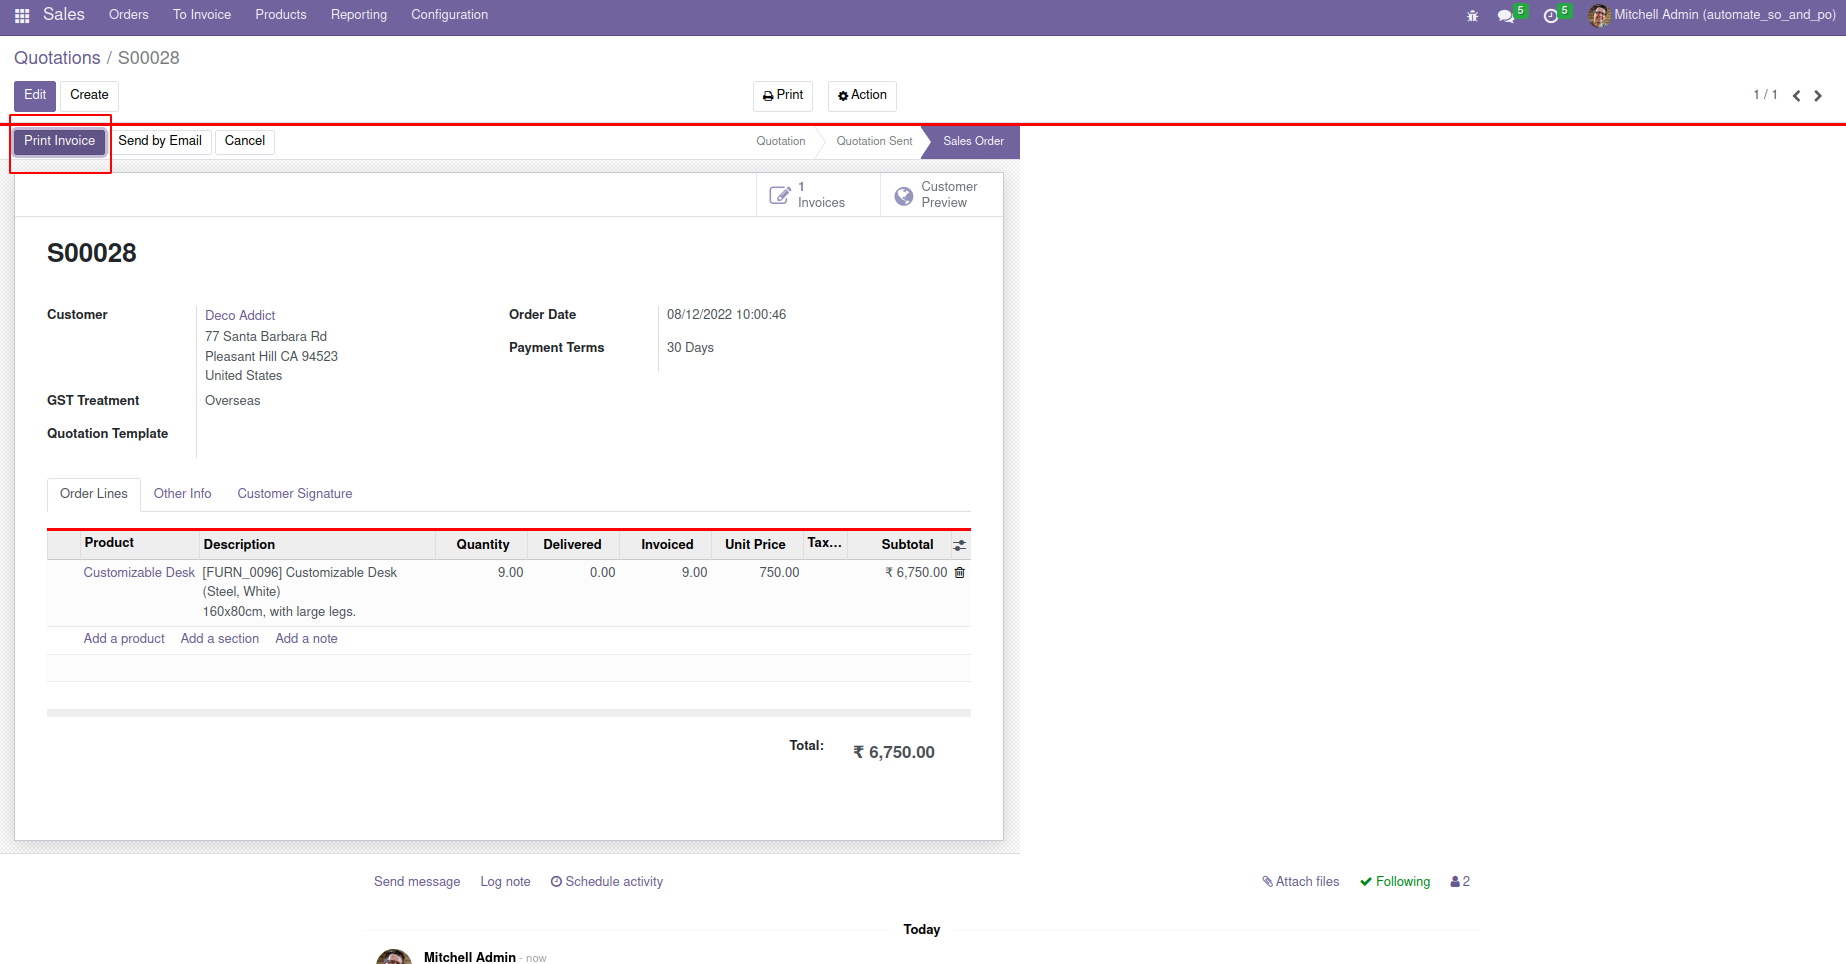 Sales Orders To Invoice Products Reporting Configuration 5 5 Mitchell Admin (automate_so_and_po)
Quotations / S00028
Edit Create Print Action 1 / 1
Print Invoice Send by Email Cancel Quotation Quotation Sent Sales Order
1
Invoices
Customer
Preview
S00028
Customer Deco Addict
77 Santa Barbara Rd
Pleasant Hill CA 94523
United States
GST Treatment Overseas
Quotation Template
Order Date 08/12/2022 10:00:46
Payment Terms 30 Days
Order Lines Other Info Customer Signature
Product Description Quantity Delivered Invoiced Unit Price Tax... Subtotal
Customizable Desk [FURN_0096] Customizable Desk 9.00 0.00 9.00 750.00 ₹ 6,750.00
(Steel, White)
160x80cm, with large legs.
Add a product Add a section Add a note
Total: ₹ 6,750.00
Send message Log note Schedule activity Attach files Following 2
Today
Mitchell Admin - now